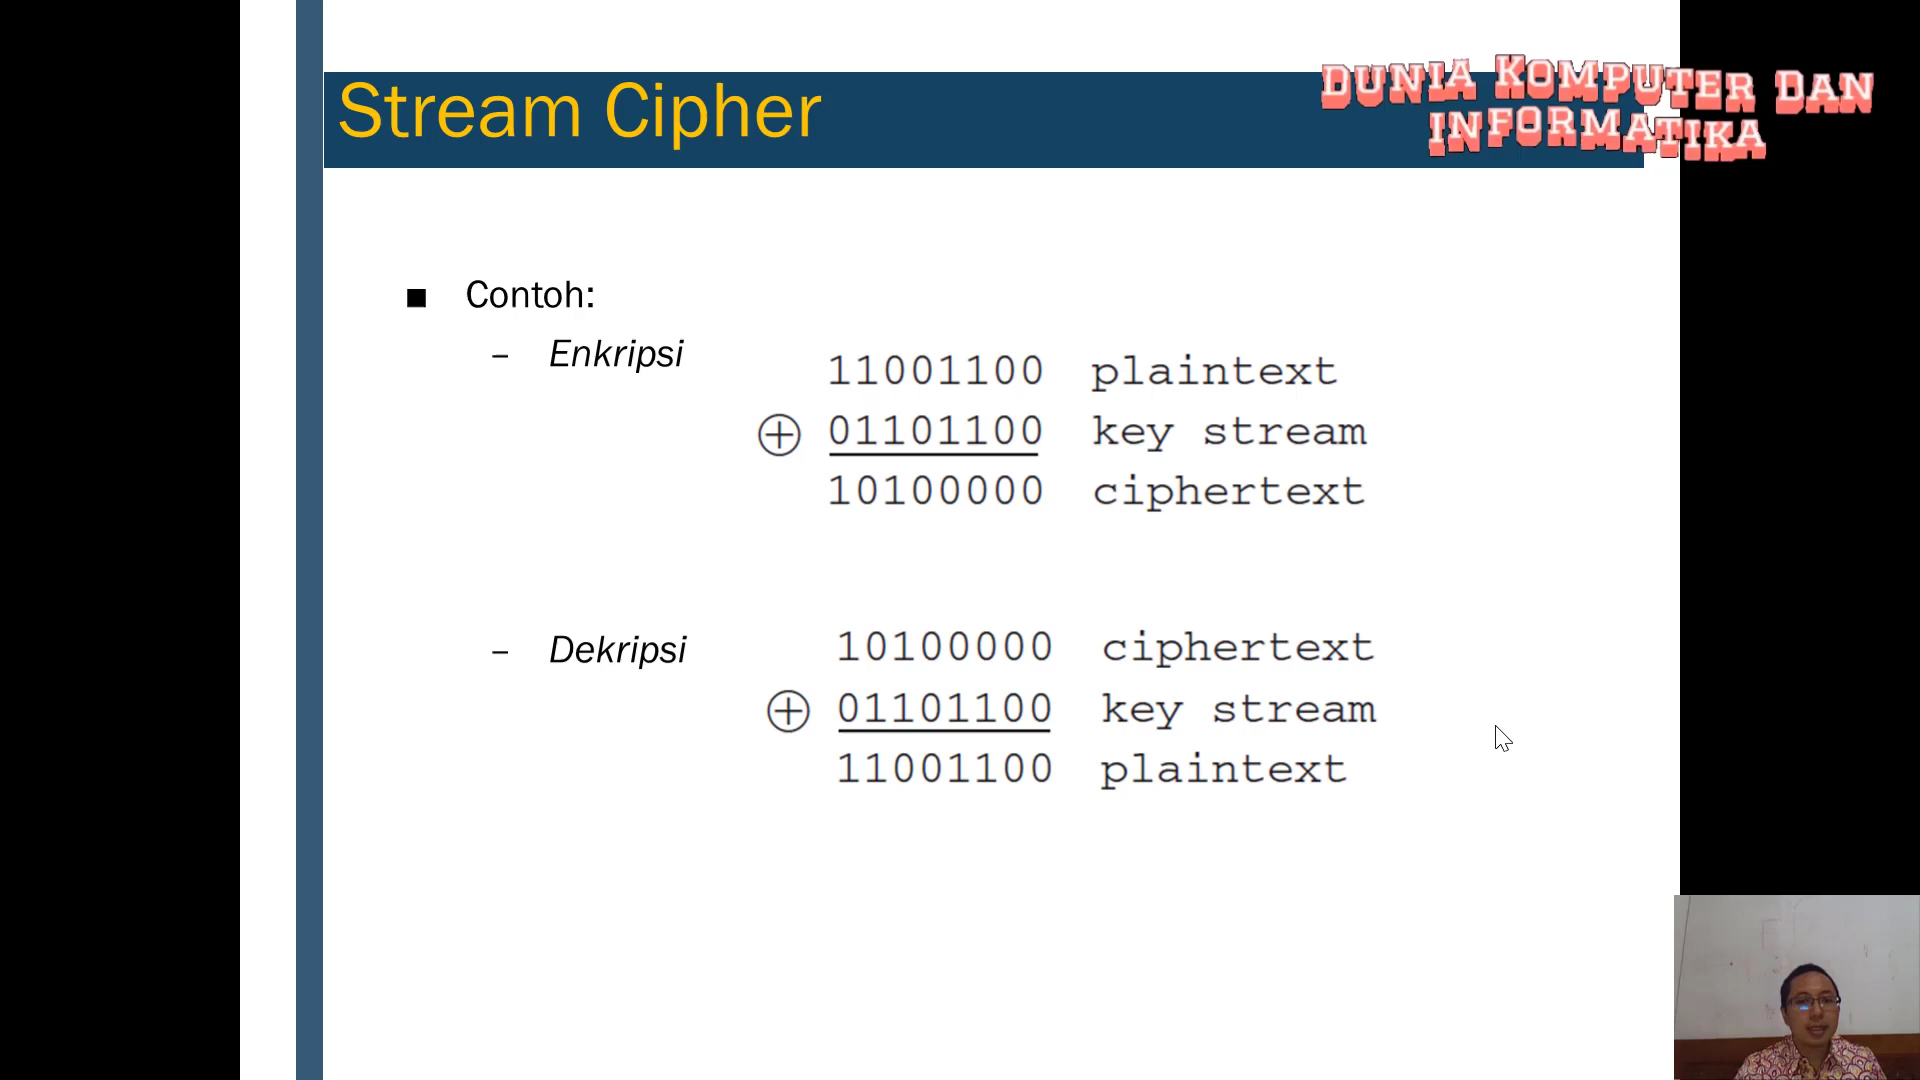 Stream Cipher
DUNIA KOMPUTER DAN
INFORMATIKA
■ Contoh:
– Enkripsi
11001100 plaintext
⊕ 01101100 key stream
10100000 ciphertext
– Dekripsi
10100000 ciphertext
⊕ 01101100 key stream
11001100 plaintext